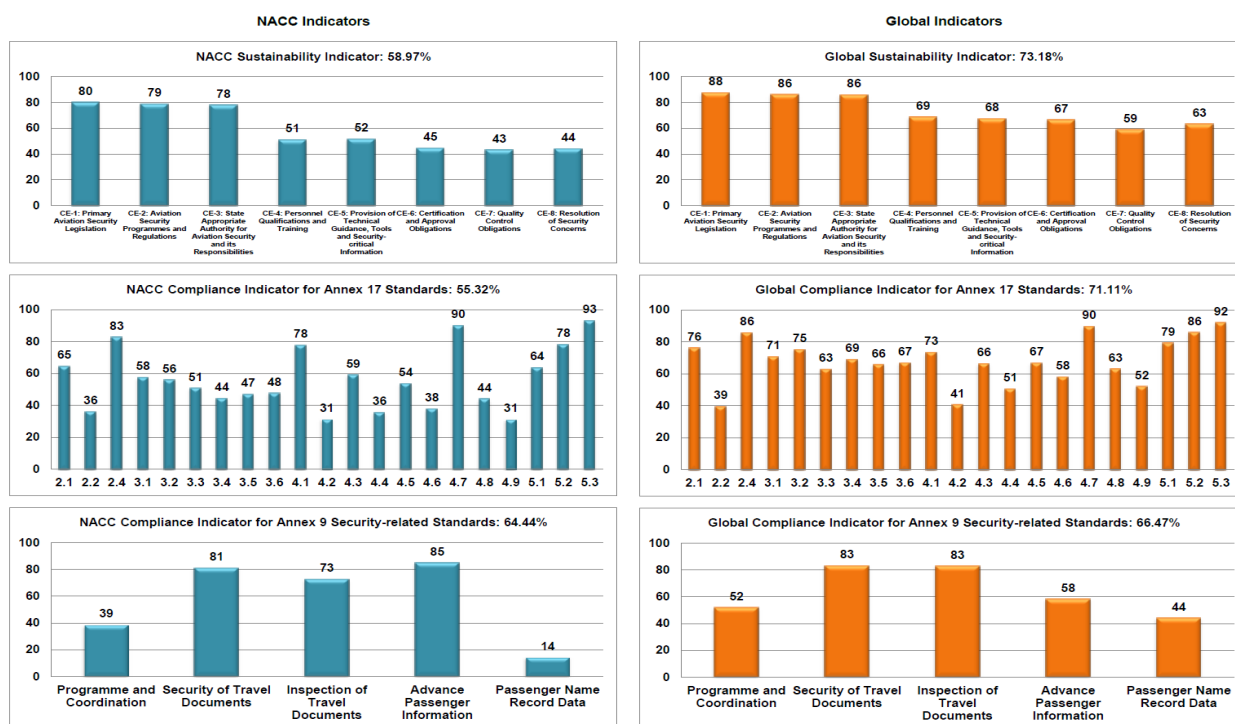 NACC Indicators
NACC Sustainability Indicator: 58.97%
100
80
60
40
20
0
80
79
78
51
52
45
43
44
CE-1: Primary
Aviation Security
Legislation
CE-2: Aviation
Security
Programmes and
Regulations
CE-3: State
Appropriate
Authority for
Aviation Security
and its
Responsibilities
CE-4: Personnel
Qualifications and
Training
CE-5: Provision of
Technical
Guidance, Tools
and Security-
critical
Information
CE-6: Certification
and Approval
Obligations
CE-7: Quality
Control
Obligations
CE-8: Resolution
of Security
Concerns
NACC Compliance Indicator for Annex 17 Standards: 55.32%
100
80
60
40
20
0
65
36
83
58
56
51
44
47
48
78
31
59
36
54
38
90
44
31
64
78
93
2.1 2.2 2.4 3.1 3.2 3.3 3.4 3.5 3.6 4.1 4.2 4.3 4.4 4.5 4.6 4.7 4.8 4.9 5.1 5.2 5.3
NACC Compliance Indicator for Annex 9 Security-related Standards: 64.44%
100
80
60
40
20
0
39
81
73
85
14
Programme and
Coordination
Security of Travel
Documents
Inspection of
Travel
Documents
Advance
Passenger
Information
Passenger Name
Record Data
Global Indicators
Global Sustainability Indicator: 73.18%
100
80
60
40
20
0
88
86
86
69
68
67
59
63
CE-1: Primary
Aviation Security
Legislation
CE-2: Aviation
Security
Programmes and
Regulations
CE-3: State
Appropriate
Authority for
Aviation Security
and its
Responsibilities
CE-4: Personnel
Qualifications and
Training
CE-5: Provision of
Technical
Guidance, Tools
and Security-
critical
Information
CE-6: Certification
and Approval
Obligations
CE-7: Quality
Control
Obligations
CE-8: Resolution
of Security
Concerns
Global Compliance Indicator for Annex 17 Standards: 71.11%
100
80
60
40
20
0
76
39
86
71
75
63
69
66
67
73
41
66
51
67
58
90
63
52
79
86
92
2.1 2.2 2.4 3.1 3.2 3.3 3.4 3.5 3.6 4.1 4.2 4.3 4.4 4.5 4.6 4.7 4.8 4.9 5.1 5.2 5.3
Global Compliance Indicator for Annex 9 Security-related Standards: 66.47%
100
80
60
40
20
0
52
83
83
58
44
Programme and
Coordination
Security of Travel
Documents
Inspection of
Travel
Documents
Advance
Passenger
Information
Passenger Name
Record Data